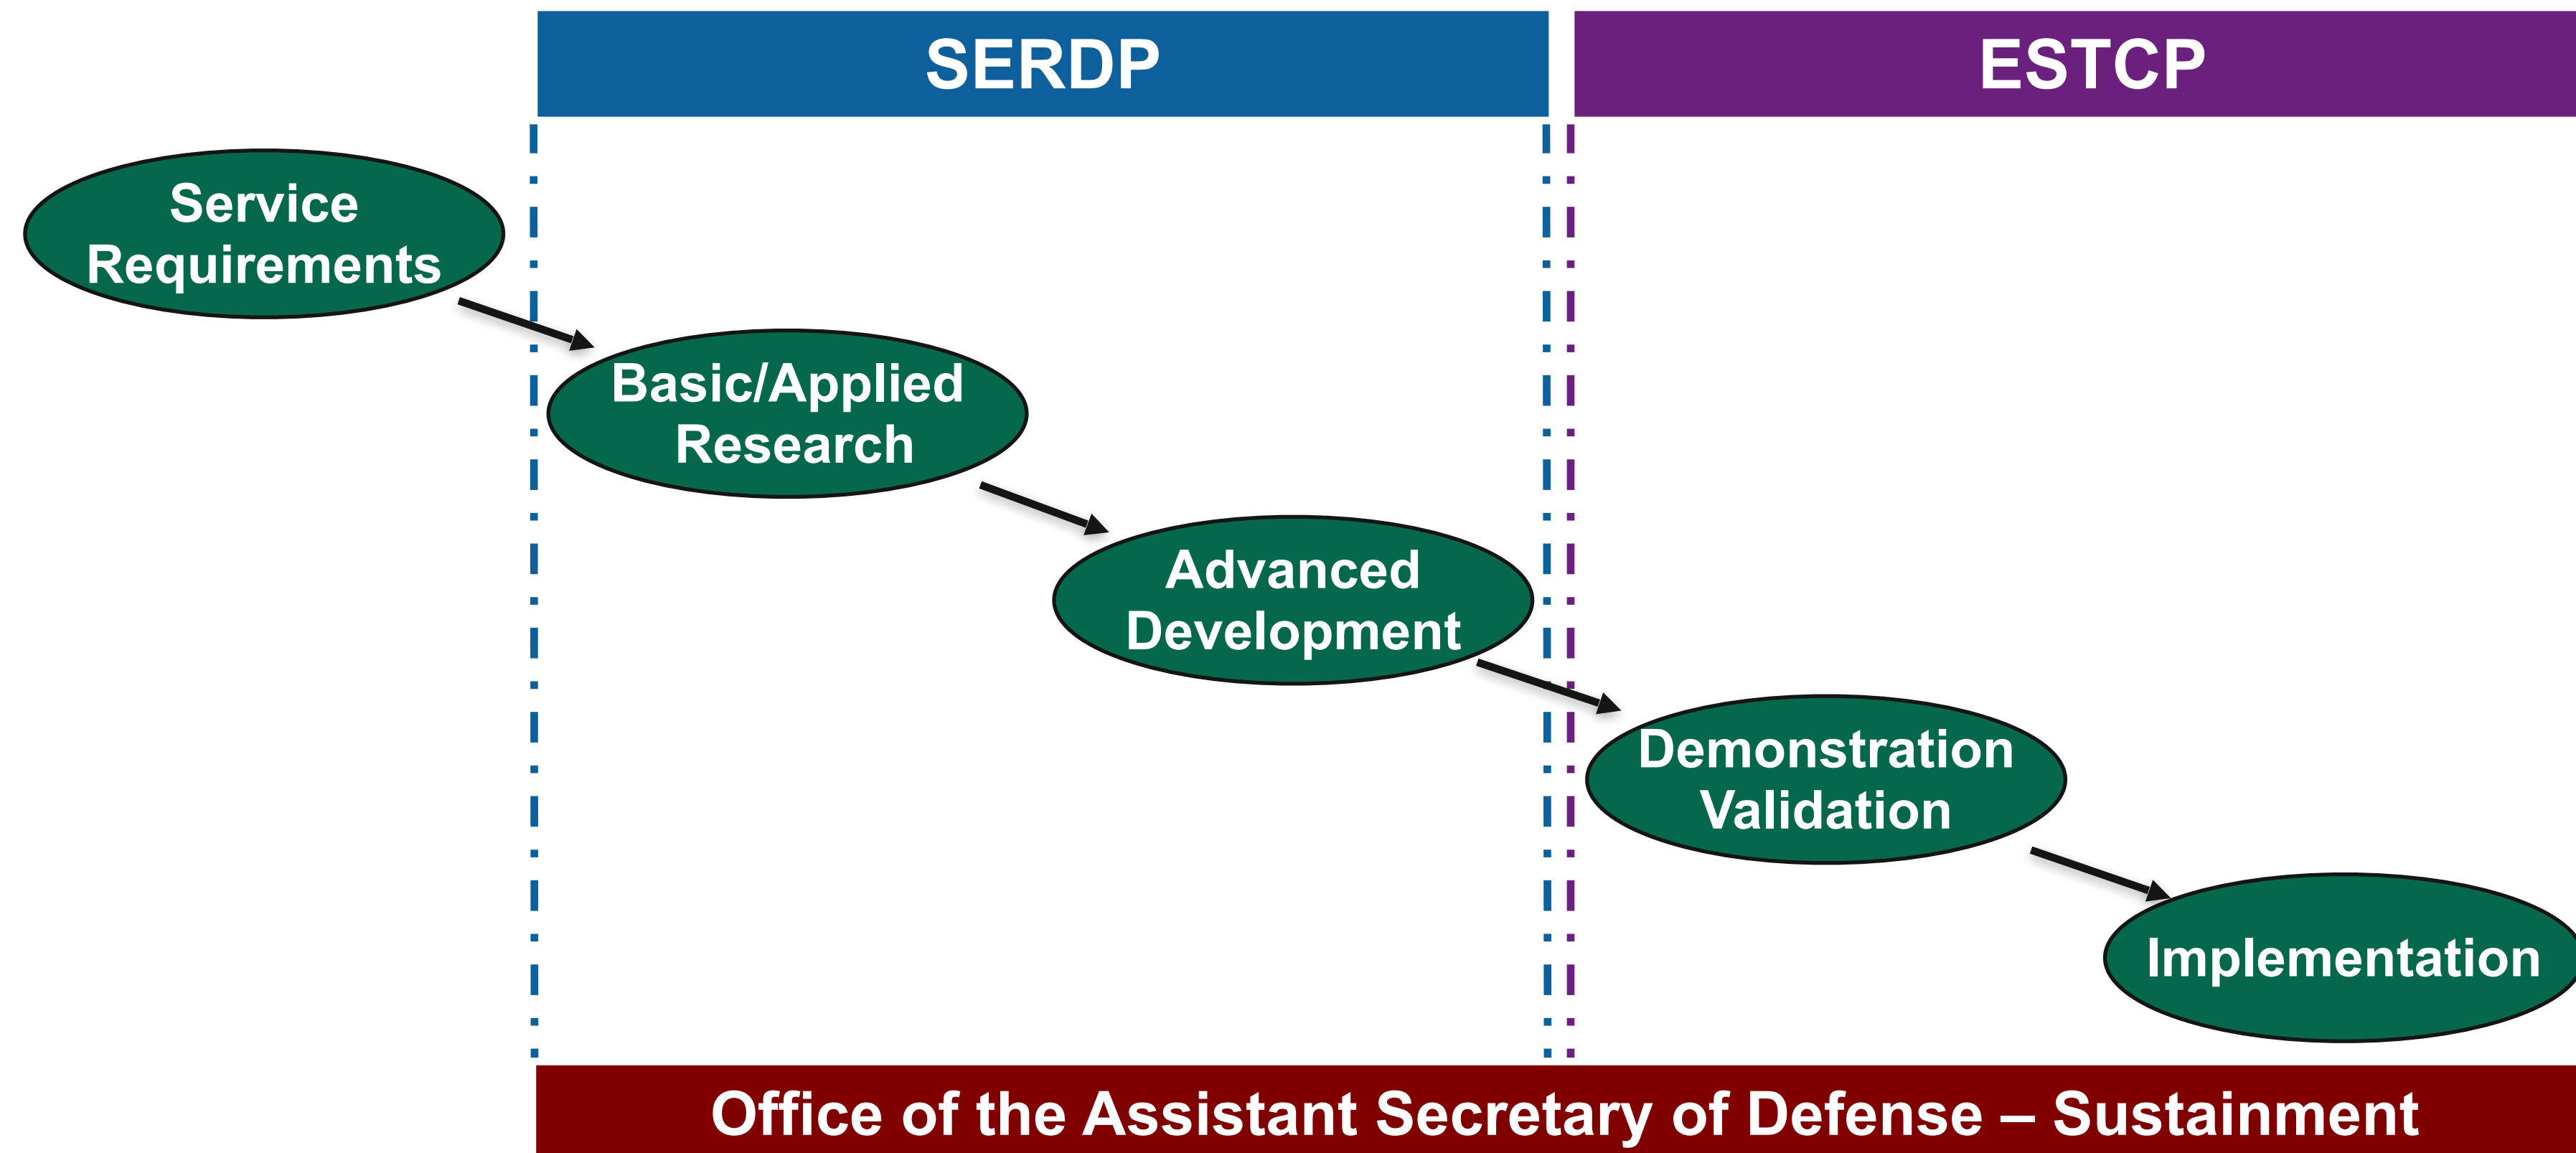 SERDP
ESTCP
Service
Requirements
Basic/Applied
Research
Advanced
Development
Demonstration
Validation
Implementation
Office of the Assistant Secretary of Defense – Sustainment